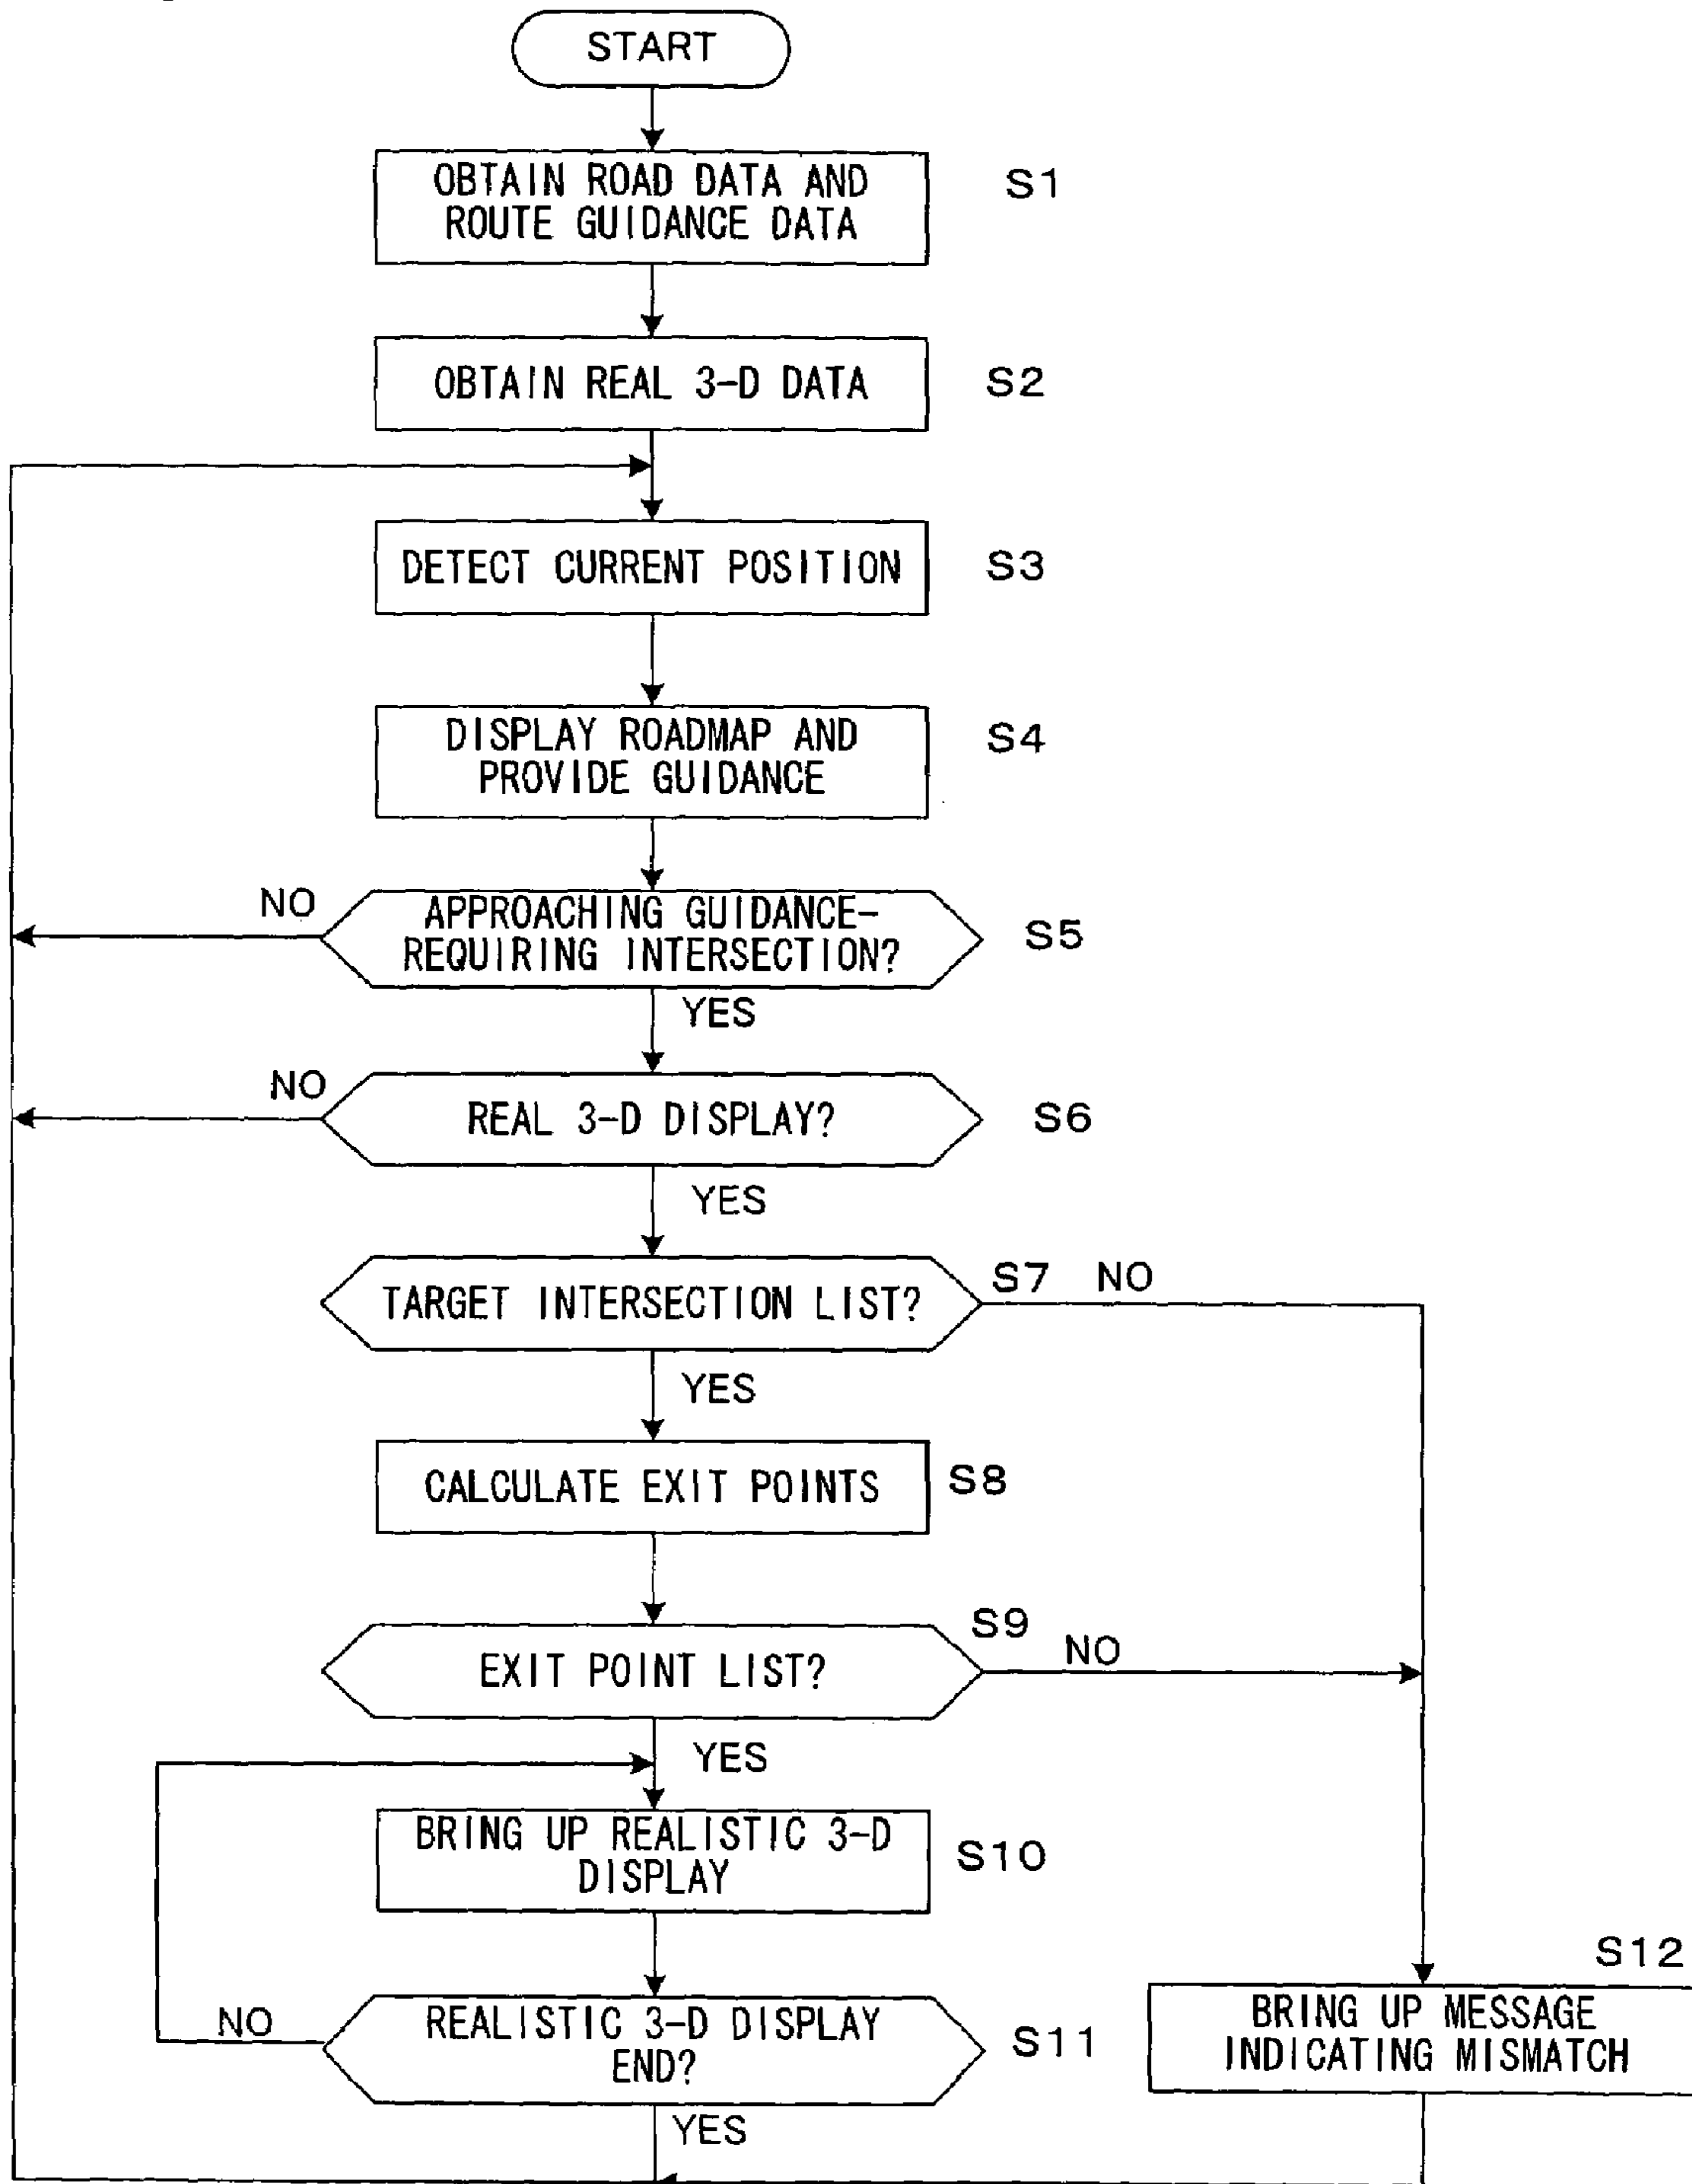 START
OBTAIN ROAD DATA AND
ROUTE GUIDANCE DATA
S1
OBTAIN REAL 3-D DATA
S2
DETECT CURRENT POSITION
S3
DISPLAY ROADMAP AND
PROVIDE GUIDANCE
S4
NO
APPROACHING GUIDANCE-
REQUIRING INTERSECTION?
S5
YES
NO
REAL 3-D DISPLAY?
S6
YES
TARGET INTERSECTION LIST?
S7 NO
YES
CALCULATE EXIT POINTS
S8
EXIT POINT LIST?
S9
NO
YES
BRING UP REALISTIC 3-D
DISPLAY
S10
NO
REALISTIC 3-D DISPLAY
END?
S11
YES
S12
BRING UP MESSAGE
INDICATING MISMATCH